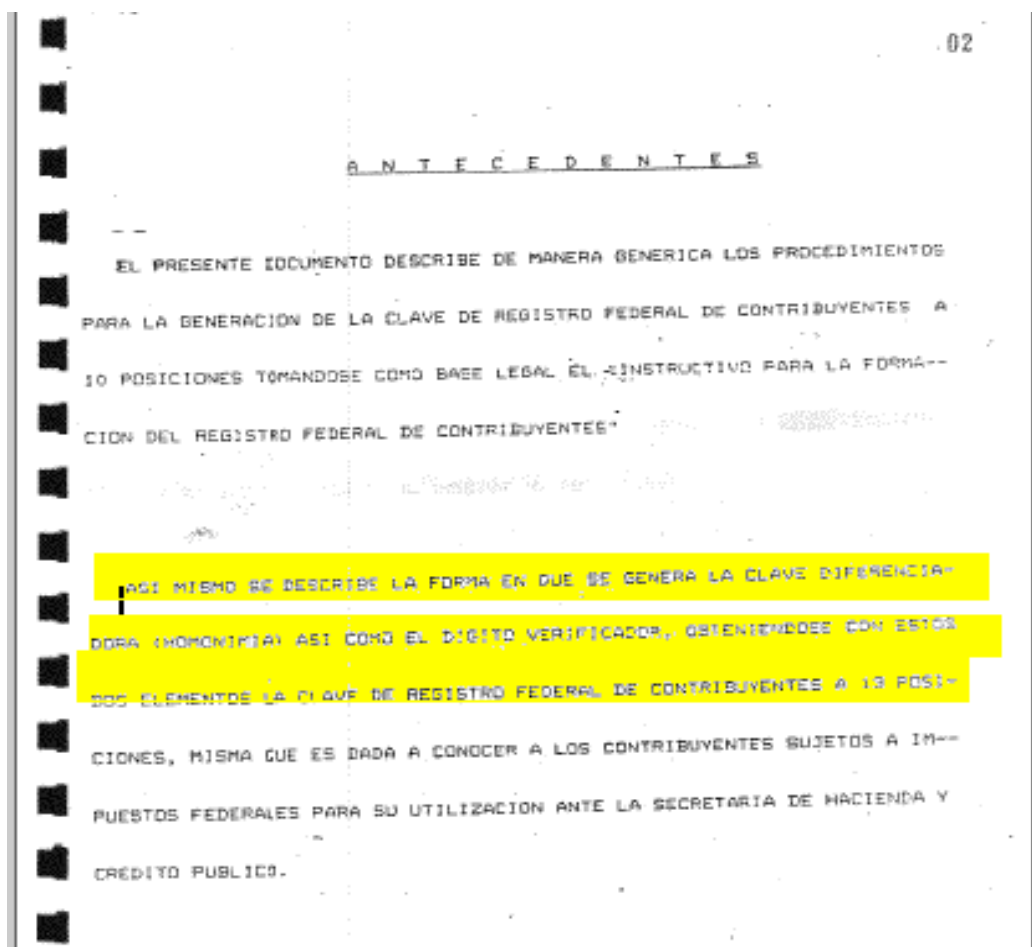 02
A N T E C E D E N T E S
EL PRESENTE DOCUMENTO DESCRIBE DE MANERA GENERICA LOS PROCEDIMIENTOS
PARA LA GENERACION DE LA CLAVE DE REGISTRO FEDERAL DE CONTRIBUYENTES A
10 POSICIONES TOMANDOSE COMO BASE LEGAL EL "INSTRUCTIVO PARA LA FORMA--
CION DEL REGISTRO FEDERAL DE CONTRIBUYENTES"
ASI MISMO SE DESCRIBE LA FORMA EN QUE SE GENERA LA CLAVE DIFERENCIA-
DORA (HOMONIMIA) ASI COMO EL DIGITO VERIFICADOR, OBTENIENDOSE CON ESTOS
DOS ELEMENTOS LA CLAVE DE REGISTRO FEDERAL DE CONTRIBUYENTES A 13 POSI-
CIONES, MISMA QUE ES DADA A CONOCER A LOS CONTRIBUYENTES SUJETOS A IM--
PUESTOS FEDERALES PARA SU UTILIZACION ANTE LA SECRETARIA DE HACIENDA Y
CREDITO PUBLICO.